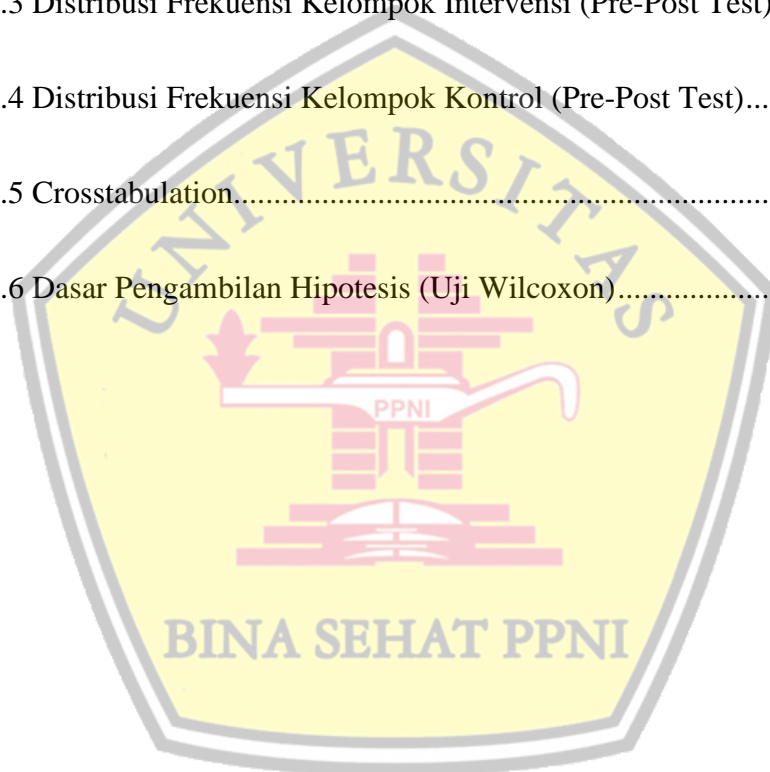 .3 Distribusi Frekuensi Kelompok Intervensi (Pre-Post Test)
.4 Distribusi Frekuensi Kelompok Kontrol (Pre-Post Test)...
.5 Crosstabulation....................................................................
.6 Dasar Pengambilan Hipotesis (Uji Wilcoxon)...................
UNIVERSITAS
PPNI
BINA SEHAT PPNI